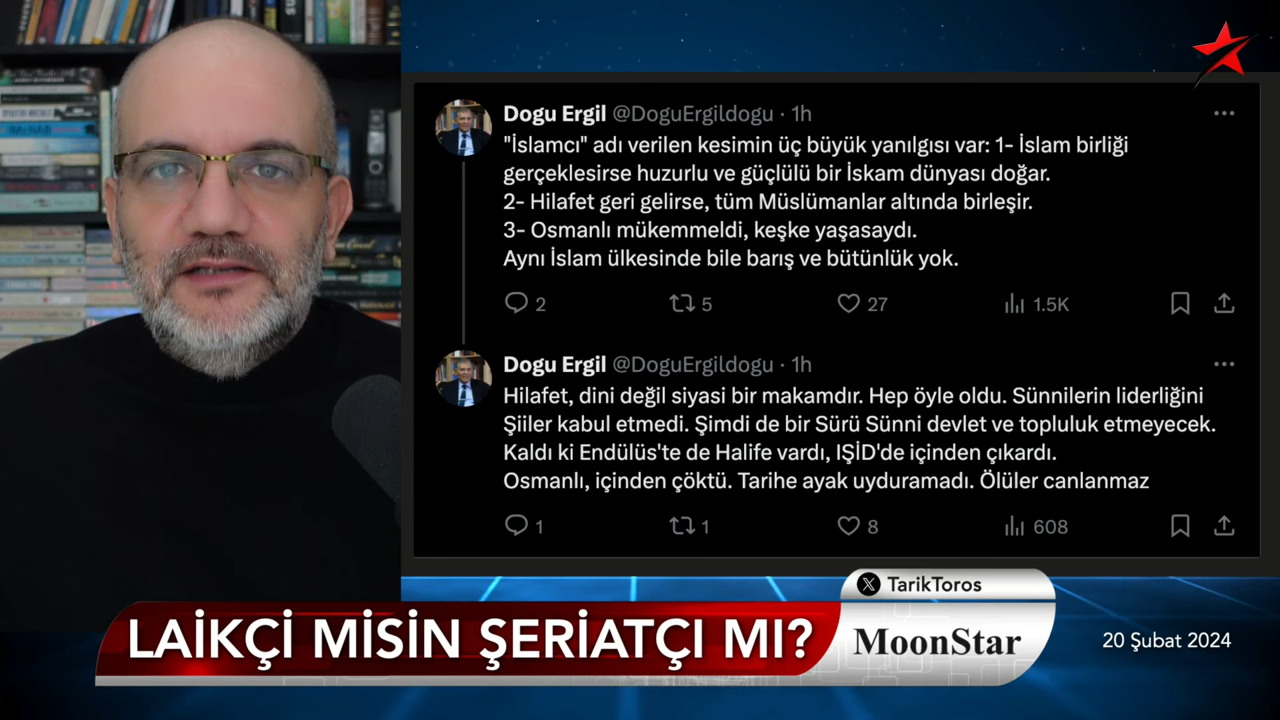 Dogu Ergil @DoguErgildogu · 1h
"İslamcı" adı verilen kesimin üç büyük yanılgısı var: 1- İslam birliği
gerçeklesirse huzurlu ve güçlülü bir İskam dünyası doğar.
2- Hilafet geri gelirse, tüm Müslümanlar altında birleşir.
3- Osmanlı mükemmeldi, keşke yaşasaydı.
Aynı İslam ülkesinde bile barış ve bütünlük yok.
2 5 27 1.5K
Dogu Ergil @DoguErgildogu · 1h
Hilafet, dini değil siyasi bir makamdır. Hep öyle oldu. Sünnilerin liderliğini
Şiiler kabul etmedi. Şimdi de bir Sürü Sünni devlet ve topluluk etmeyecek.
Kaldı ki Endülüs'te de Halife vardı, IŞİD'de içinden çıkardı.
Osmanlı, içinden çöktü. Tarihe ayak uyduramadı. Ölüler canlanmaz
1 1 8 608
X TarikToros
LAİKÇİ MİSİN ŞERİATÇI MI?
MoonStar
20 Şubat 2024